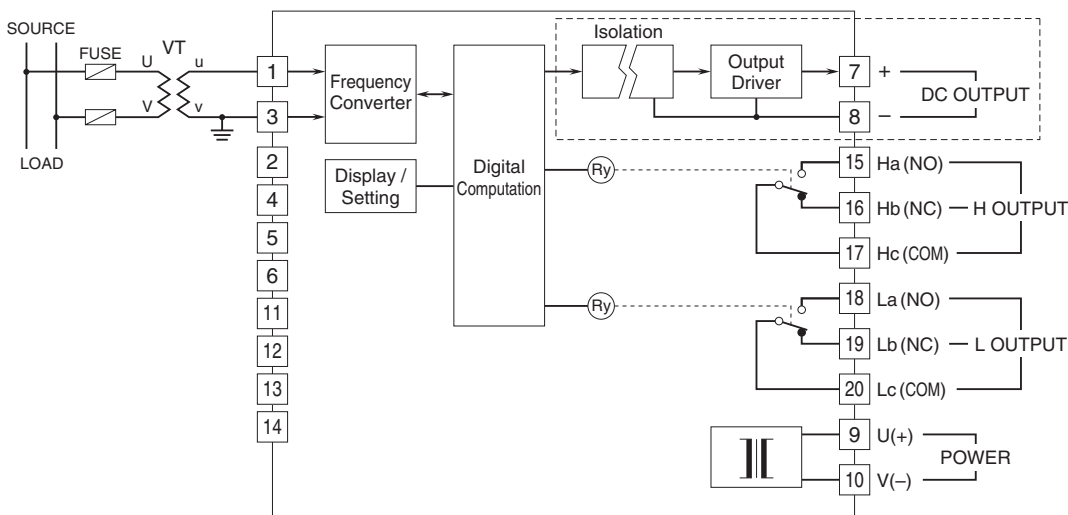 SOURCE
FUSE
VT
U
u
V
v
LOAD
1
3
2
4
5
6
11
12
13
14
Frequency
Converter
Display /
Setting
Digital
Computation
Isolation
Output
Driver
7
+
8
–
DC OUTPUT
Ry
15 Ha (NO)
16 Hb (NC)
17 Hc (COM)
H OUTPUT
Ry
18 La (NO)
19 Lb (NC)
20 Lc (COM)
L OUTPUT
9 U(+)
10 V(–)
POWER